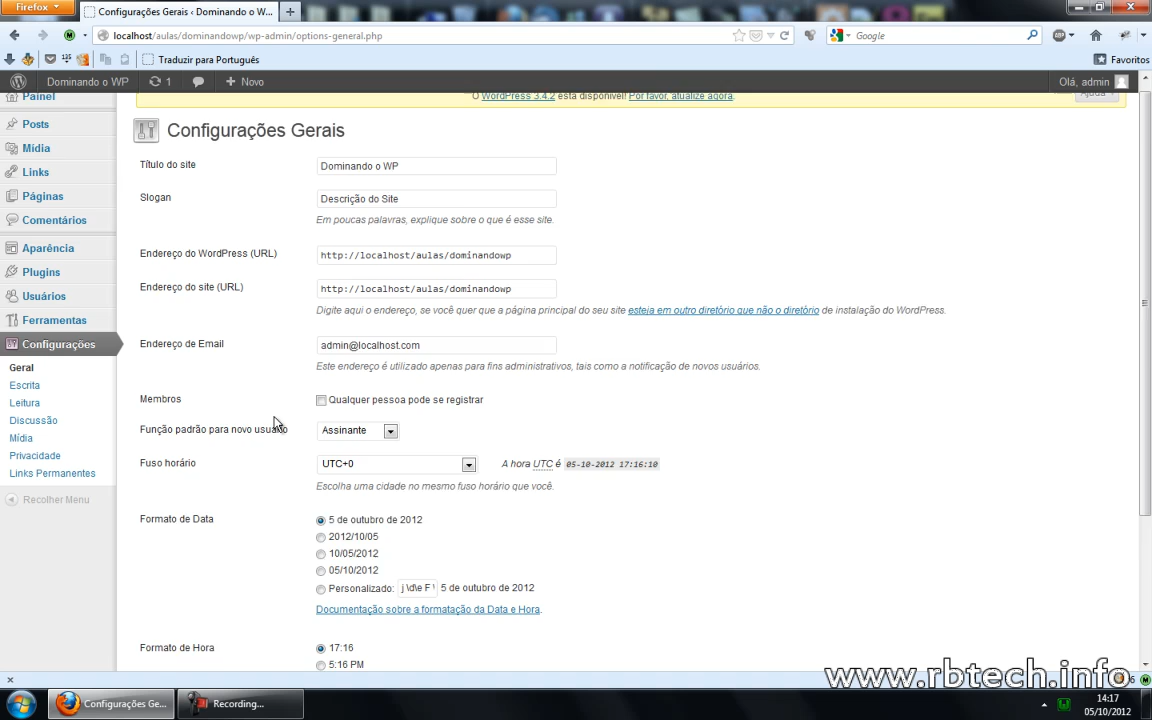 Firefox
Configurações Gerais ‹ Dominando o W...
localhost/aulas/dominandowp/wp-admin/options-general.php
Google
Traduzir para Português
Favoritos
Dominando o WP
1
Novo
Olá, admin
Painel
O WordPress 3.4.2 está disponível! Por favor, atualize agora.
Ajuda
Configurações Gerais
Posts
Mídia
Links
Páginas
Comentários
Aparência
Plugins
Usuários
Ferramentas
Configurações
Geral
Escrita
Leitura
Discussão
Mídia
Privacidade
Links Permanentes
Recolher Menu
Título do site
Dominando o WP
Slogan
Descrição do Site
Em poucas palavras, explique sobre o que é esse site.
Endereço do WordPress (URL)
http://localhost/aulas/dominandowp
Endereço do site (URL)
http://localhost/aulas/dominandowp
Digite aqui o endereço, se você quer que a página principal do seu site esteja em outro diretório que não o diretório de instalação do WordPress.
Endereço de Email
admin@localhost.com
Este endereço é utilizado apenas para fins administrativos, tais como a notificação de novos usuários.
Membros
Qualquer pessoa pode se registrar
Função padrão para novo usuário
Assinante
Fuso horário
UTC+0
A hora UTC é 05-10-2012 17:16:10
Escolha uma cidade no mesmo fuso horário que você.
Formato de Data
5 de outubro de 2012
2012/10/05
10/05/2012
05/10/2012
Personalizado: j \d\e F \ 5 de outubro de 2012
Documentação sobre a formatação da Data e Hora.
Formato de Hora
17:16
5:16 PM
www.rbtech.info
Configurações Ge...
Recording...
14:17
05/10/2012